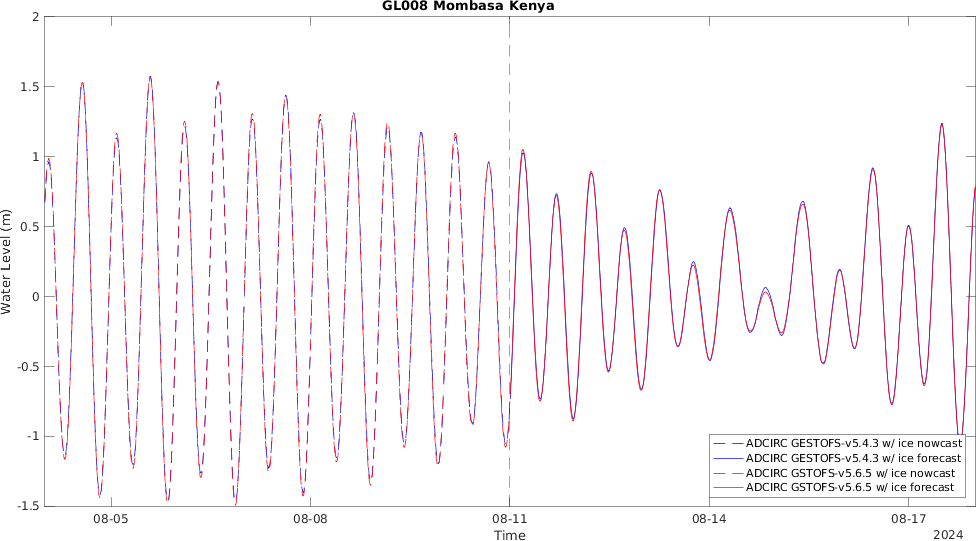 GL008 Mombasa Kenya
2
1.5
1
0.5
0
-0.5
-1
-1.5
Water Level (m)
08-05
08-08
08-11
08-14
08-17
Time
2024
ADCIRC GESTOFS-v5.4.3 w/ ice nowcast
ADCIRC GESTOFS-v5.4.3 w/ ice forecast
ADCIRC GSTOFS-v5.6.5 w/ ice nowcast
ADCIRC GSTOFS-v5.6.5 w/ ice forecast